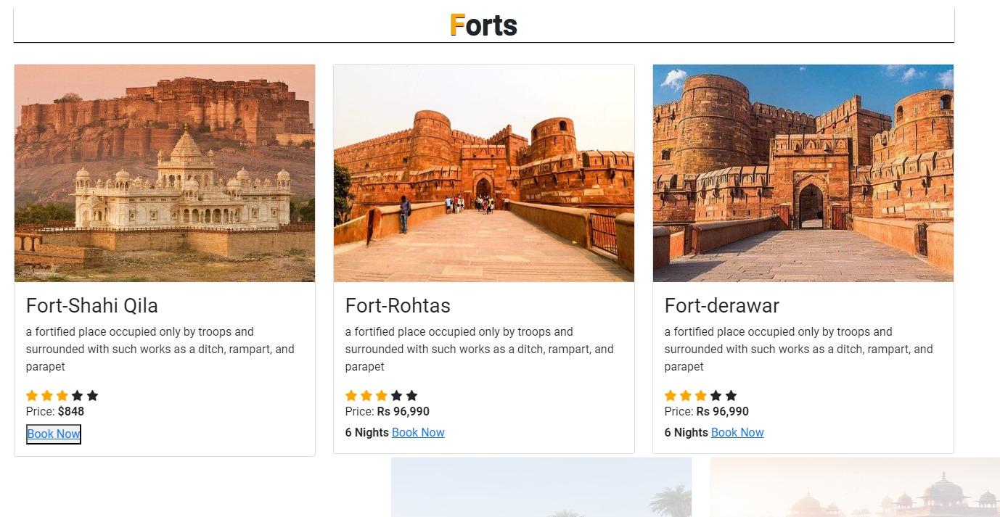 Forts
Fort-Shahi Qila
a fortified place occupied only by troops and
surrounded with such works as a ditch, rampart, and
parapet
Price: $848
Book Now
Fort-Rohtas
a fortified place occupied only by troops and
surrounded with such works as a ditch, rampart, and
parapet
Price: Rs 96,990
6 Nights Book Now
Fort-derawar
a fortified place occupied only by troops and
surrounded with such works as a ditch, rampart, and
parapet
Price: Rs 96,990
6 Nights Book Now